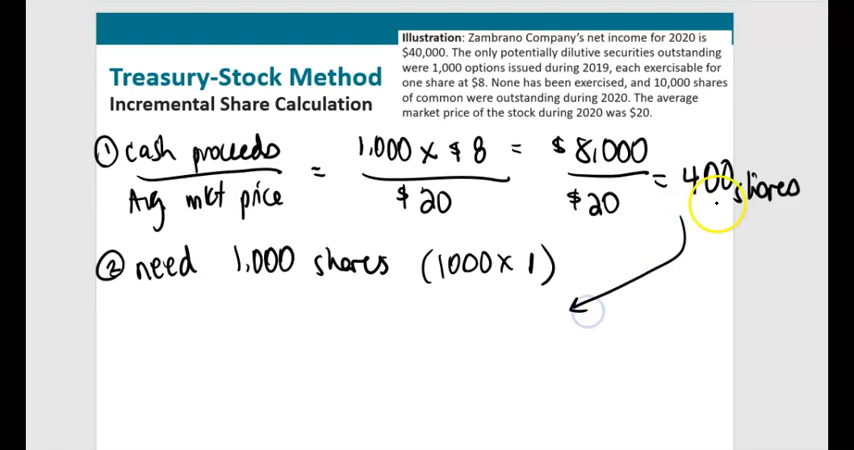 Illustration: Zambrano Company's net income for 2020 is
$40,000. The only potentially dilutive securities outstanding
were 1,000 options issued during 2019, each exercisable for
one share at $8. None has been exercised, and 10,000 shares
of common were outstanding during 2020. The average
market price of the stock during 2020 was $20.
Treasury-Stock Method
Incremental Share Calculation
① cash proceeds = 1,000 x $8 = $8,000 = 400 shares
Avg mkt price $20 $20
② need 1,000 shares (1000 x 1)